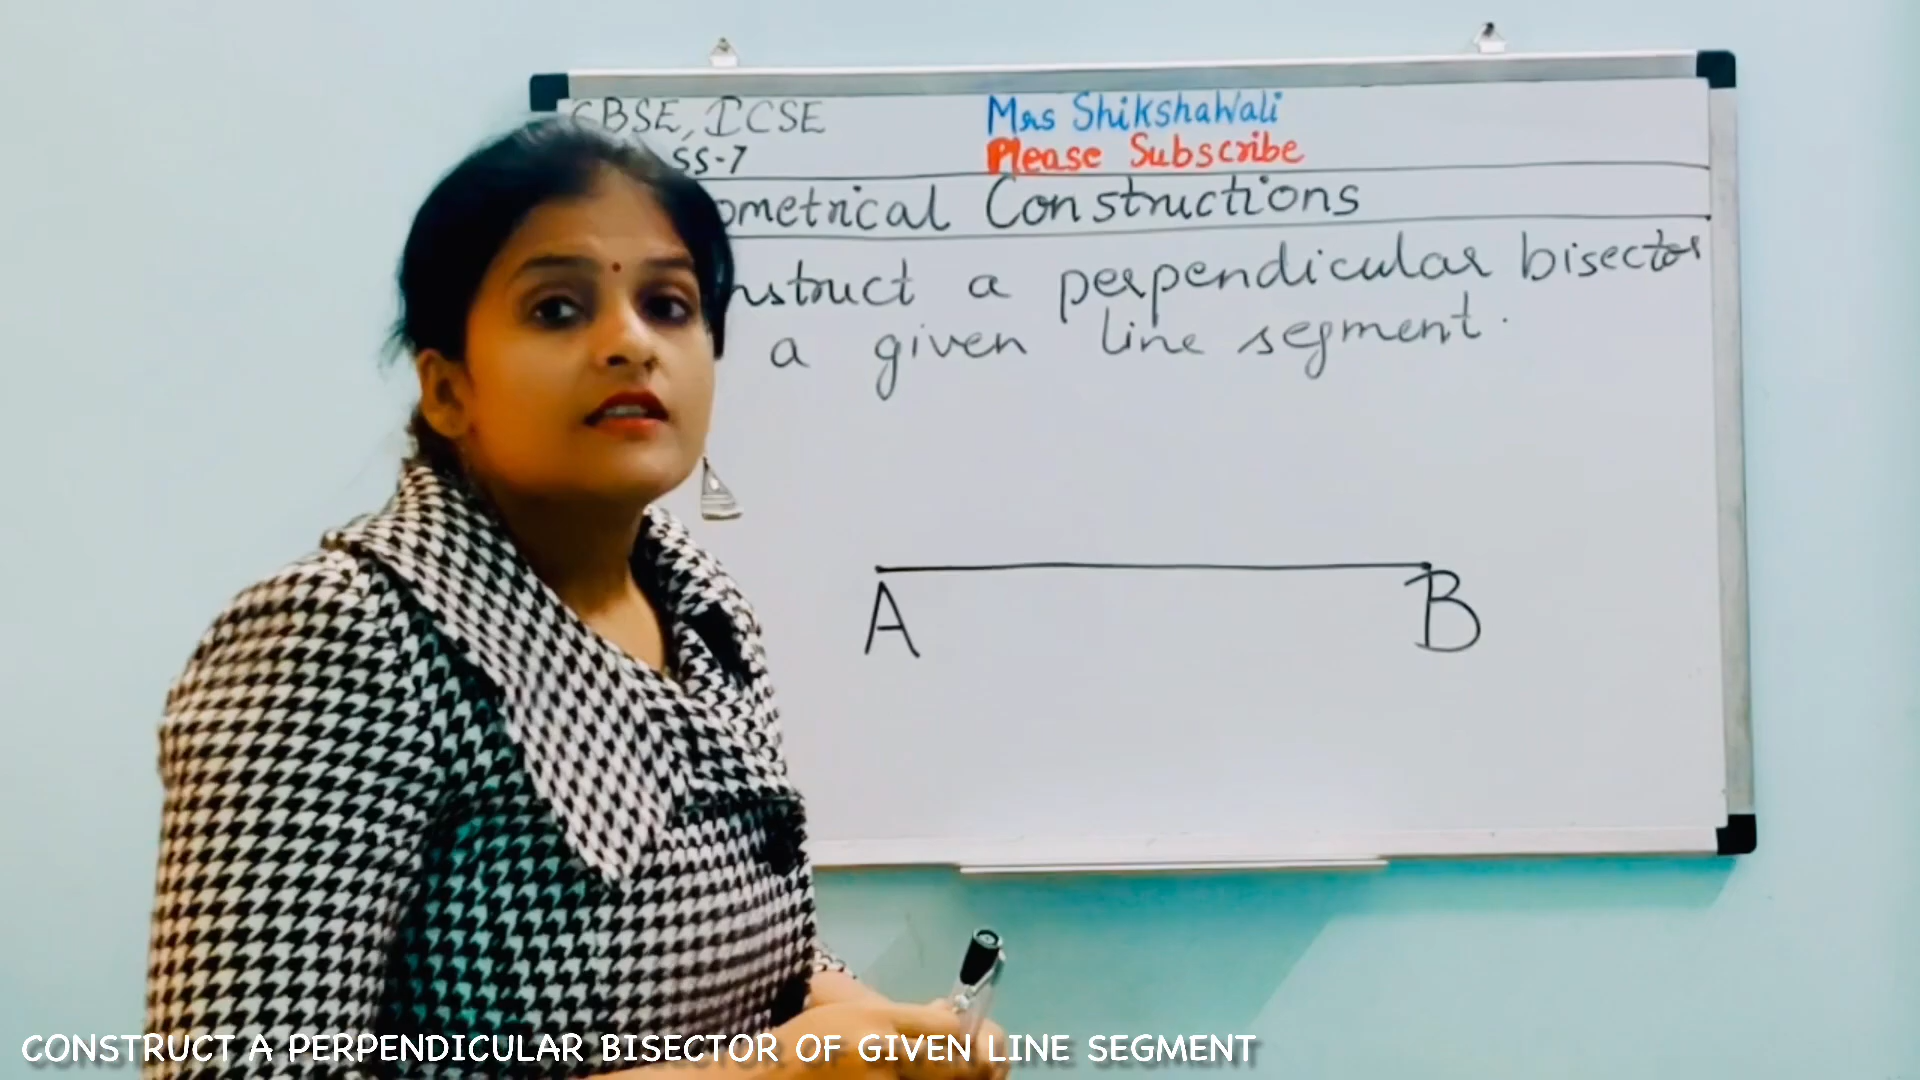 CBSE, ICSE
Mrs ShikshaWali
SS-7
Please Subscribe
ometrical Constructions
nstruct a perpendicular bisector
a given line segment.
A
B
CONSTRUCT A PERPENDICULAR BISECTOR OF GIVEN LINE SEGMENT